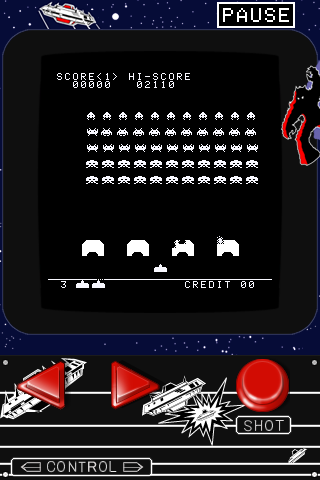 PAUSE
SCORE<1> HI-SCORE
00000 02110
3 CREDIT 00
SHOT
CONTROL